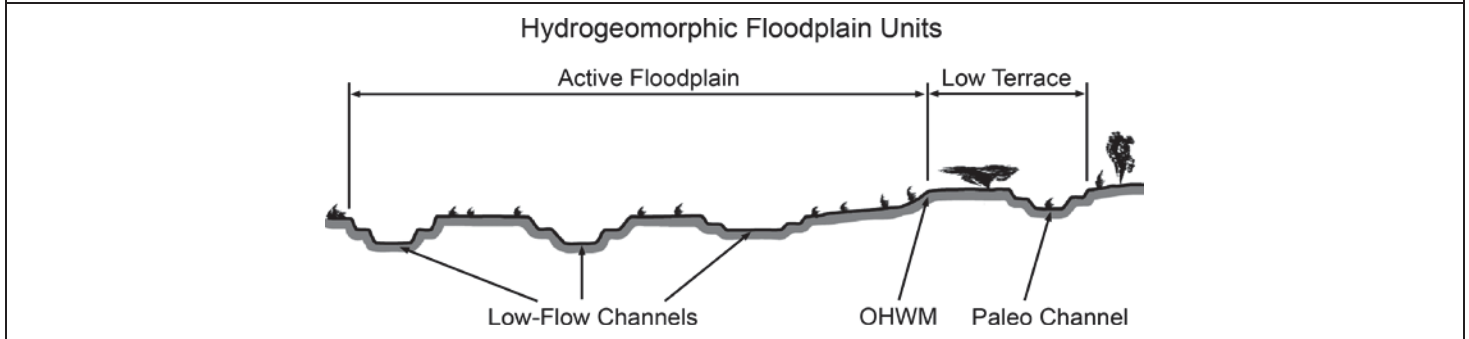 Hydrogeomorphic Floodplain Units
Active Floodplain
Low Terrace
Low-Flow Channels
OHWM
Paleo Channel